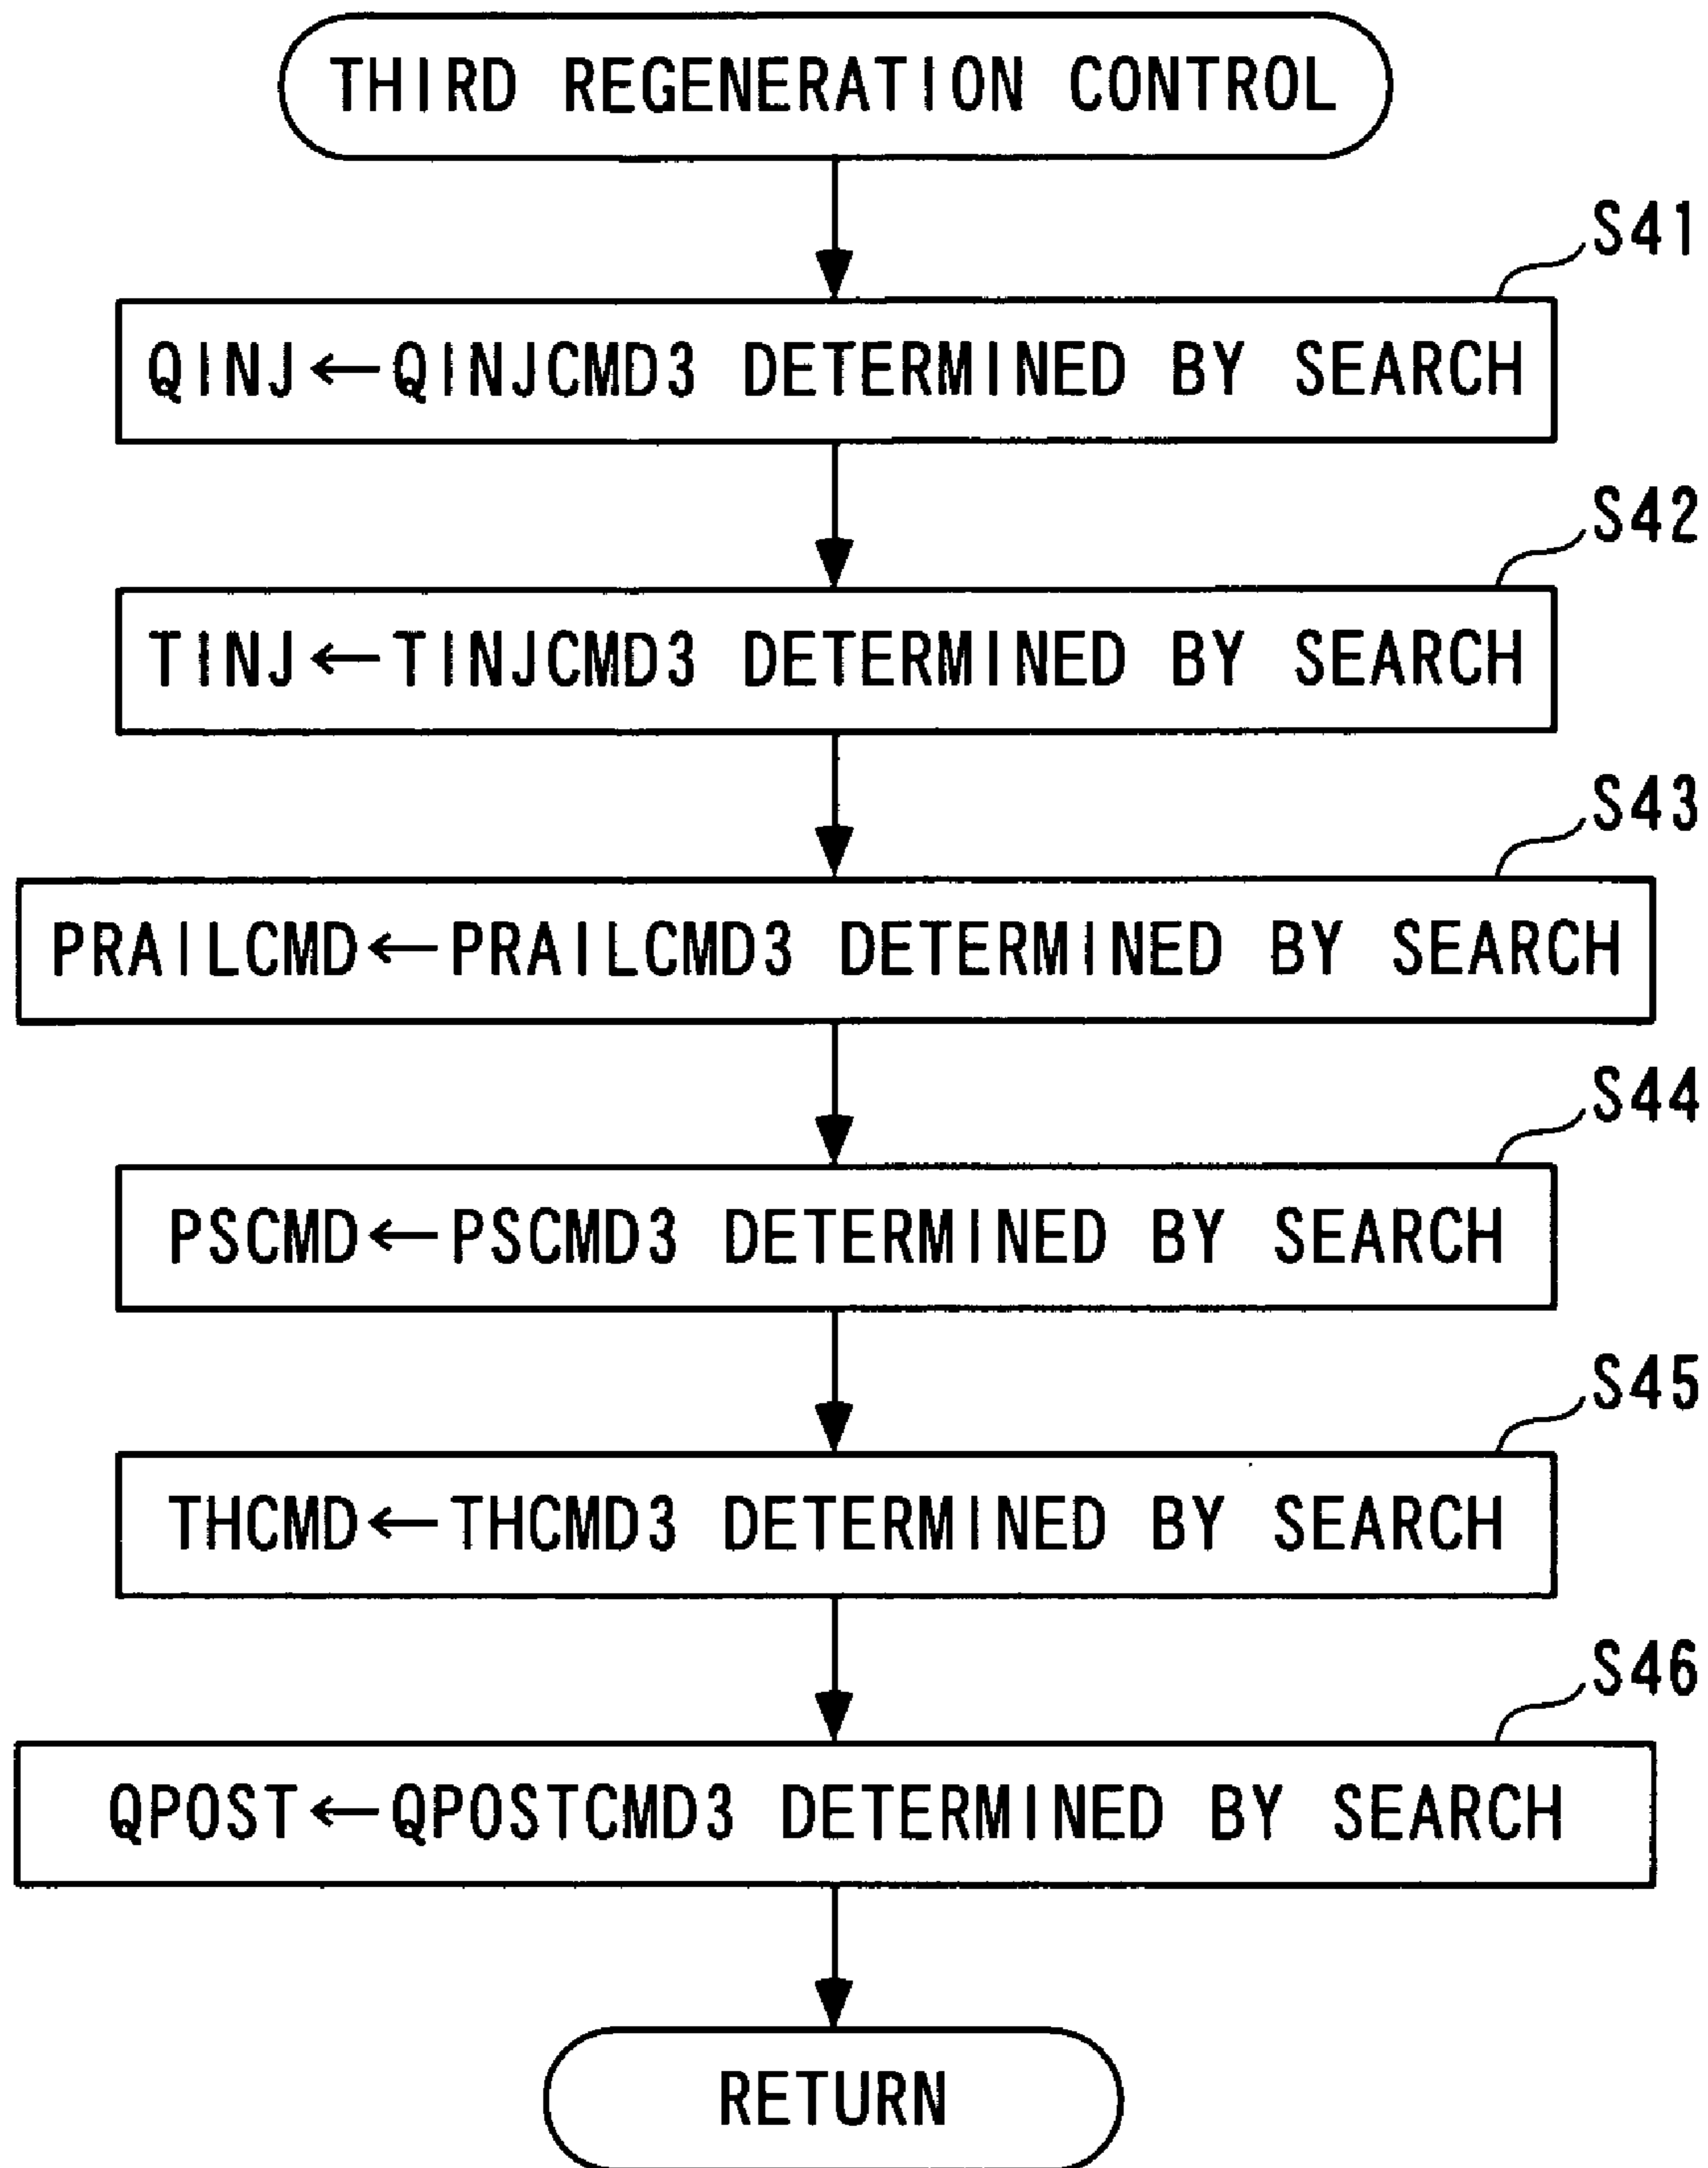 THIRD REGENERATION CONTROL
S41
QINJ←QINJCMD3 DETERMINED BY SEARCH
S42
TINJ←TINJCMD3 DETERMINED BY SEARCH
S43
PRAILCMD←PRAILCMD3 DETERMINED BY SEARCH
S44
PSCMD←PSCMD3 DETERMINED BY SEARCH
S45
THCMD←THCMD3 DETERMINED BY SEARCH
S46
QPOST←QPOSTCMD3 DETERMINED BY SEARCH
RETURN